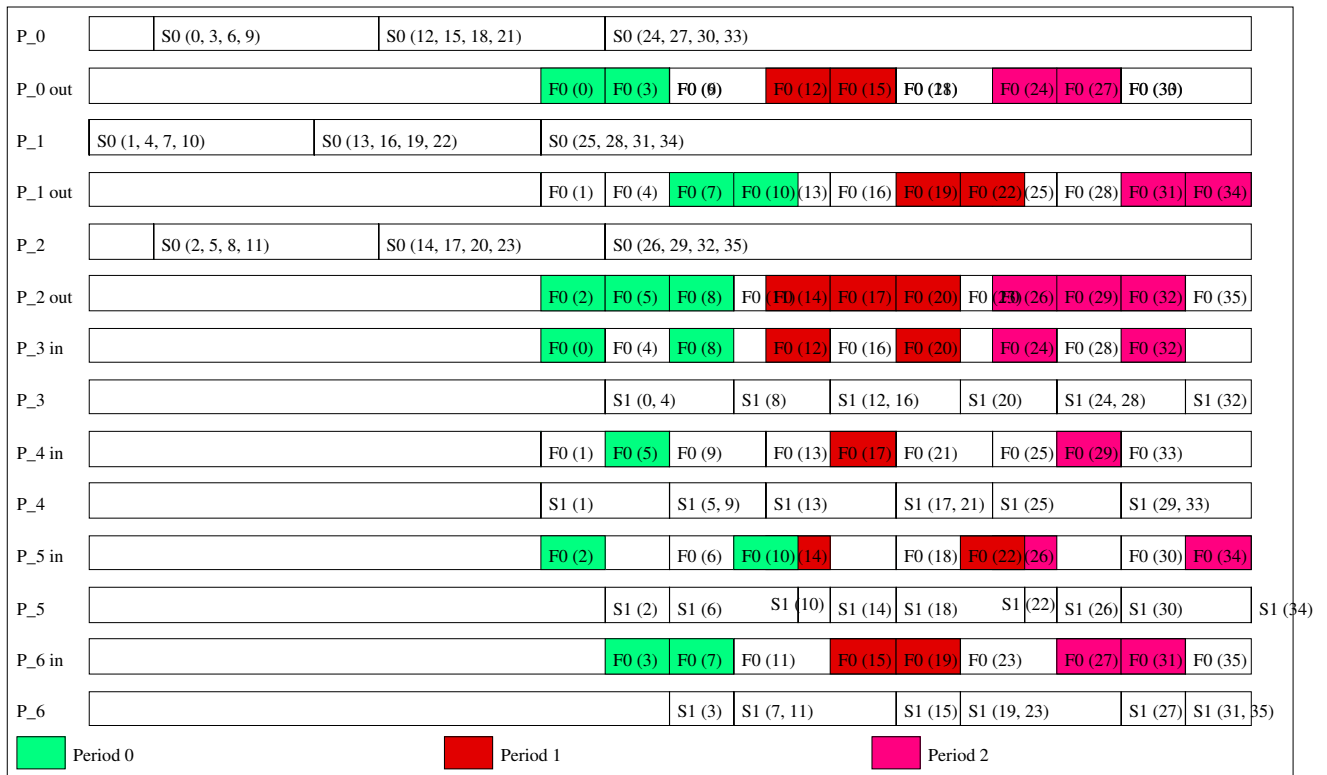 P_0 S0 (0, 3, 6, 9) S0 (12, 15, 18, 21) S0 (24, 27, 30, 33)
P_0 out F0 (0) F0 (3) F0 F0 (12) F0 (15) F0 F0 (24) F0 (27) F0
P_1 S0 (1, 4, 7, 10) S0 (13, 16, 19, 22) S0 (25, 28, 31, 34)
P_1 out F0 (1) F0 (4) F0 (7) F0 (10) (13) F0 (16) F0 (19) F0 (22) (25) F0 (28) F0 (31) F0 (34)
P_2 S0 (2, 5, 8, 11) S0 (14, 17, 20, 23) S0 (26, 29, 32, 35)
P_2 out F0 (2) F0 (5) F0 (8) F0 F0 (14) F0 (17) F0 (20) F0 F0 (26) F0 (29) F0 (32) F0 (35)
P_3 in F0 (0) F0 (4) F0 (8) F0 (12) F0 (16) F0 (20) F0 (24) F0 (28) F0 (32)
P_3 S1 (0, 4) S1 (8) S1 (12, 16) S1 (20) S1 (24, 28) S1 (32)
P_4 in F0 (1) F0 (5) F0 (9) F0 (13) F0 (17) F0 (21) F0 (25) F0 (29) F0 (33)
P_4 S1 (1) S1 (5, 9) S1 (13) S1 (17, 21) S1 (25) S1 (29, 33)
P_5 in F0 (2) F0 (6) F0 (10) (14) F0 (18) F0 (22) (26) F0 (30) F0 (34)
P_5 S1 (2) S1 (6) S1 (10) S1 (14) S1 (18) S1 (22) S1 (26) S1 (30) S1 (34)
P_6 in F0 (3) F0 (7) F0 (11) F0 (15) F0 (19) F0 (23) F0 (27) F0 (31) F0 (35)
P_6 S1 (3) S1 (7, 11) S1 (15) S1 (19, 23) S1 (27) S1 (31, 35)
Period 0 Period 1 Period 2